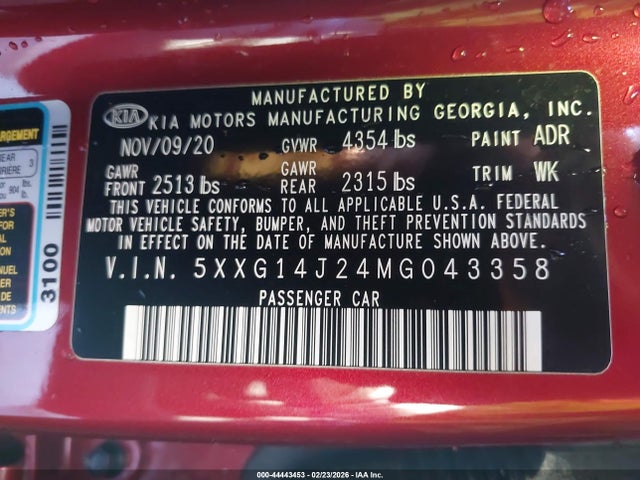 MANUFACTURED BY
KIA KIA MOTORS MANUFACTURING GEORGIA, INC.
NOV/09/20 GVWR 4354 lbs PAINT ADR
GAWR FRONT 2513 lbs GAWR REAR 2315 lbs TRIM WK
THIS VEHICLE CONFORMS TO ALL APPLICABLE U.S.A. FEDERAL
MOTOR VEHICLE SAFETY, BUMPER, AND THEFT PREVENTION STANDARDS
IN EFFECT ON THE DATE OF MANUFACTURE SHOWN ABOVE.
V.I.N. 5XXG14J24MG043358
PASSENGER CAR
3100
000-44443453 - 02/23/2026 - IAA Inc.